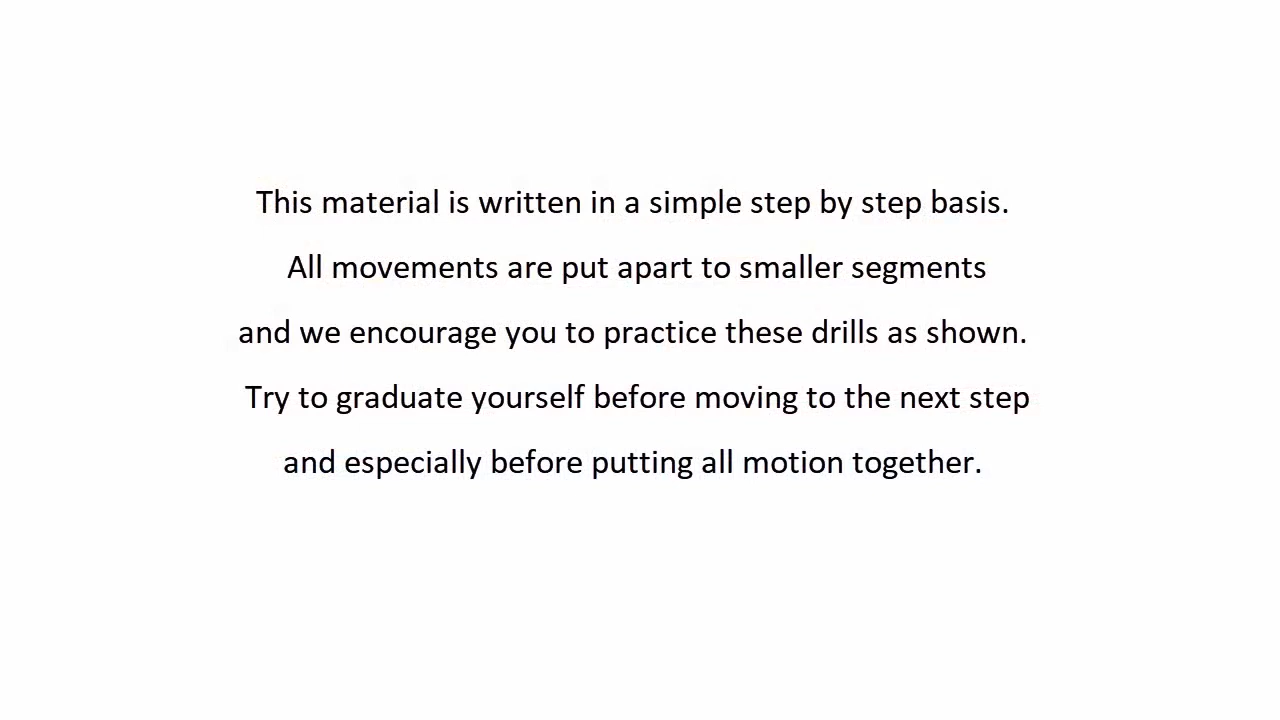 This material is written in a simple step by step basis.
All movements are put apart to smaller segments
and we encourage you to practice these drills as shown.
Try to graduate yourself before moving to the next step
and especially before putting all motion together.